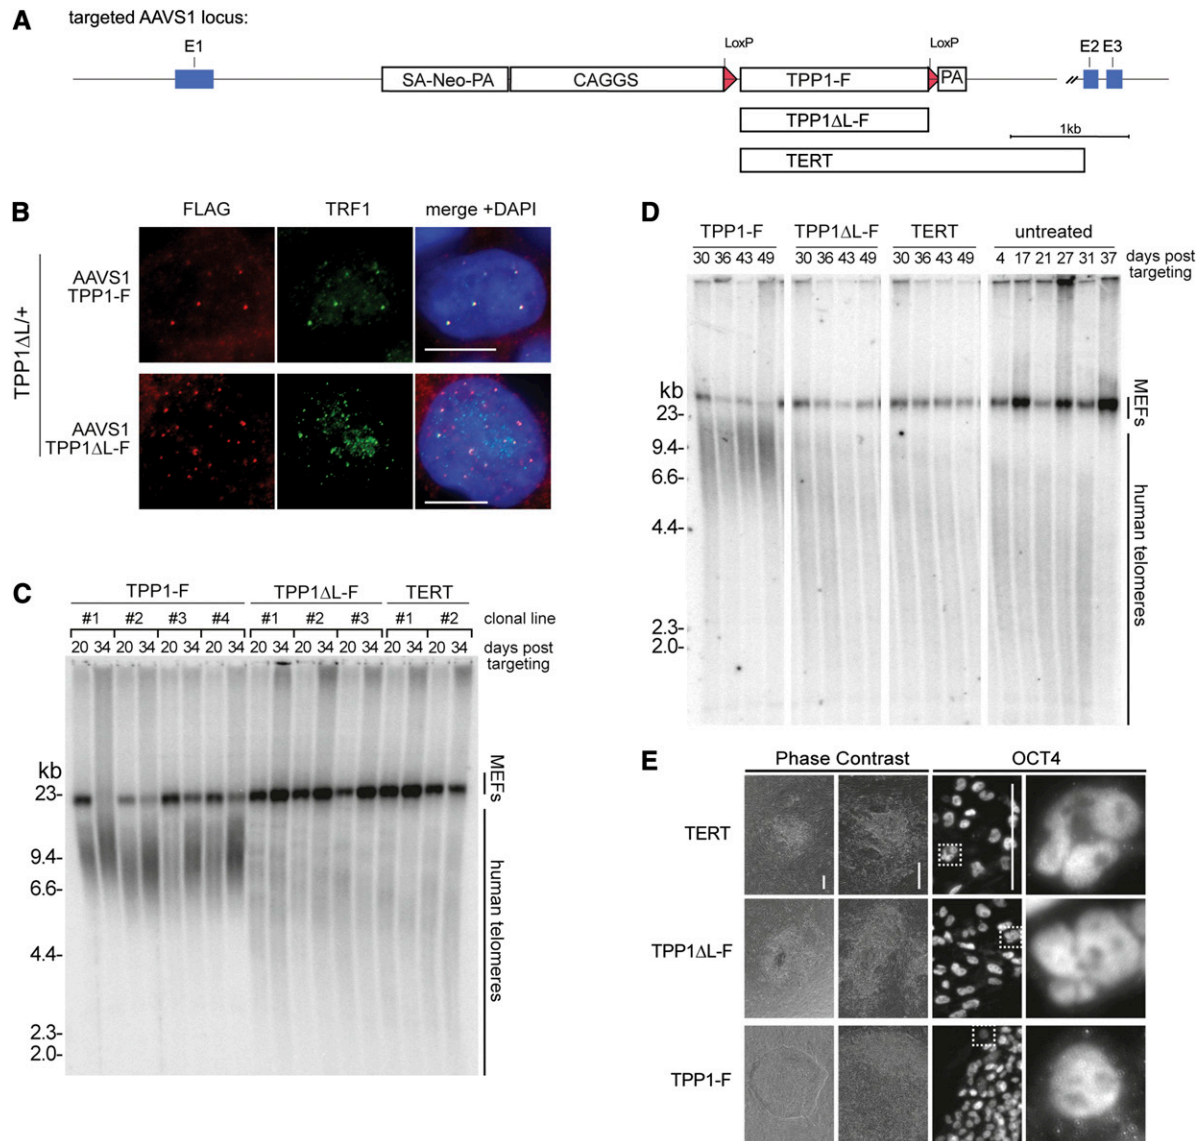 A
targeted AAVS1 locus:
E1
LoxP
LoxP
E2 E3
SA-Neo-PA
CAGGS
TPP1-F
PA
TPP1ΔL-F
1kb
TERT
B
FLAG
TRF1
merge +DAPI
TPP1ΔL/+
AAVS1
TPP1-F
AAVS1
TPP1ΔL-F
C
TPP1-F
TPP1ΔL-F
TERT
#1 #2 #3 #4 #1 #2 #3 #1 #2
clonal line
20 34 20 34 20 34 20 34 20 34 20 34 20 34 20 34 20 34
days post
targeting
kb
23-
9.4-
6.6-
4.4-
2.3-
2.0-
MEFs
human telomeres
D
TPP1-F
TPP1ΔL-F
TERT
untreated
30 36 43 49 30 36 43 49 30 36 43 49 4 17 21 27 31 37
days post
targeting
kb
23-
9.4-
6.6-
4.4-
2.3-
2.0-
MEFs
human telomeres
E
Phase Contrast
OCT4
TERT
TPP1ΔL-F
TPP1-F